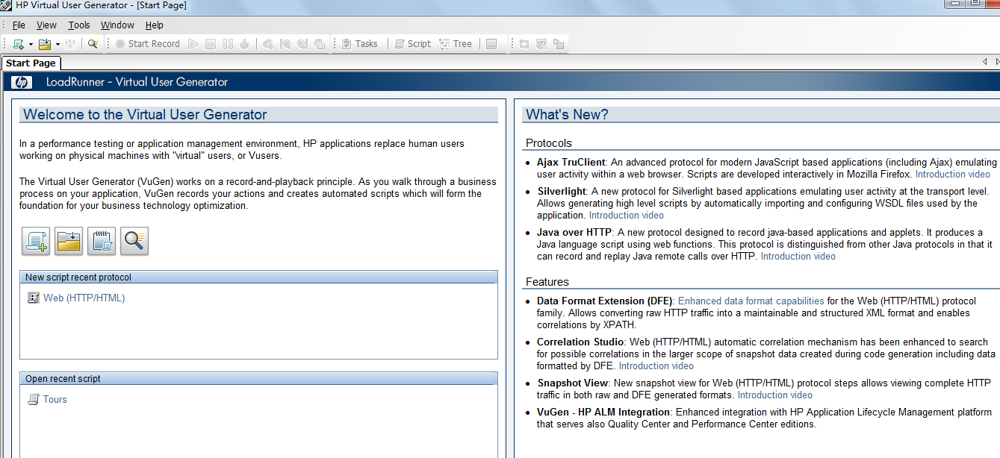 HP Virtual User Generator - [Start Page]
File View Tools Window Help
Start Record Tasks Script Tree
Start Page
hp LoadRunner - Virtual User Generator
Welcome to the Virtual User Generator
In a performance testing or application management environment, HP applications replace human users
working on physical machines with "virtual" users, or Vusers.
The Virtual User Generator (VuGen) works on a record-and-playback principle. As you walk through a business
process on your application, VuGen records your actions and creates automated scripts which will form the
foundation for your business technology optimization.
New script recent protocol
Web (HTTP/HTML)
Open recent script
Tours
What's New?
Protocols
• Ajax TruClient: An advanced protocol for modern JavaScript based applications (including Ajax) emulating
user activity within a web browser. Scripts are developed interactively in Mozilla Firefox. Introduction video
• Silverlight: A new protocol for Silverlight based applications emulating user activity at the transport level.
Allows generating high level scripts by automatically importing and configuring WSDL files used by the
application. Introduction video
• Java over HTTP: A new protocol designed to record java-based applications and applets. It produces a
Java language script using web functions. This protocol is distinguished from other Java protocols in that it
can record and replay Java remote calls over HTTP. Introduction video
Features
• Data Format Extension (DFE): Enhanced data format capabilities for the Web (HTTP/HTML) protocol
family. Allows converting raw HTTP traffic into a maintainable and structured XML format and enables
correlations by XPATH.
• Correlation Studio: Web (HTTP/HTML) automatic correlation mechanism has been enhanced to search
for possible correlations in the larger scope of snapshot data created during code generation including data
formatted by DFE. Introduction video
• Snapshot View: New snapshot view for Web (HTTP/HTML) protocol steps allows viewing complete HTTP
traffic in both raw and DFE generated formats. Introduction video
• VuGen - HP ALM Integration: Enhanced integration with HP Application Lifecycle Management platform
that serves also Quality Center and Performance Center editions.